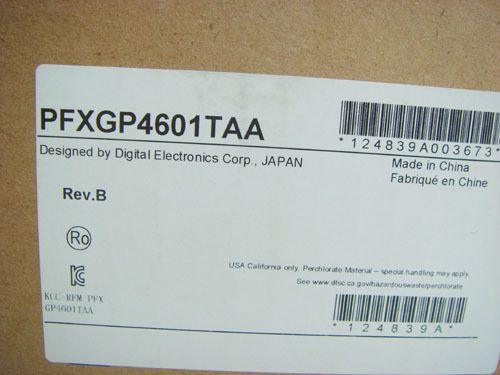 PFXGP4601TAA
*124839A003673*
Designed by Digital Electronics Corp., JAPAN
Made in China
Fabriqué en Chine
Rev.B
Ro
KCC-REM-PFX
GP4601TAA
USA California only. Perchlorate Material – special handling may apply.
See www.dtsc.ca.gov/hazardouswaste/perchlorate
*124839A*